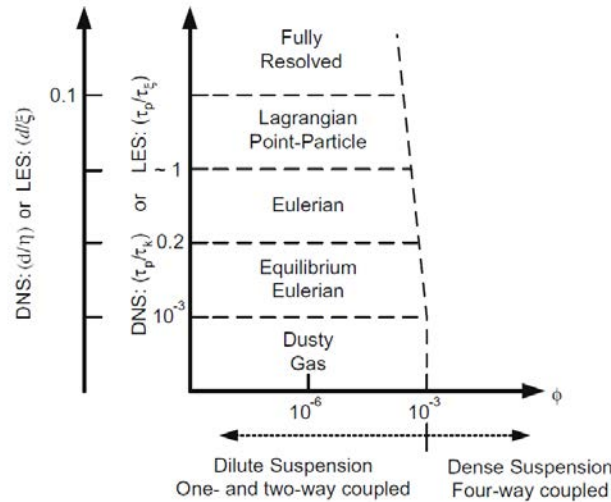 DNS: (d/η) or LES: (d/ξ)
0.1
DNS: (τp/τk) or LES: (τp/τξ)
~ 1
0.2
10⁻³
Fully
Resolved
Lagrangian
Point-Particle
Eulerian
Equilibrium
Eulerian
Dusty
Gas
10⁻⁶
10⁻³
ϕ
Dilute Suspension
One- and two-way coupled
Dense Suspension
Four-way coupled